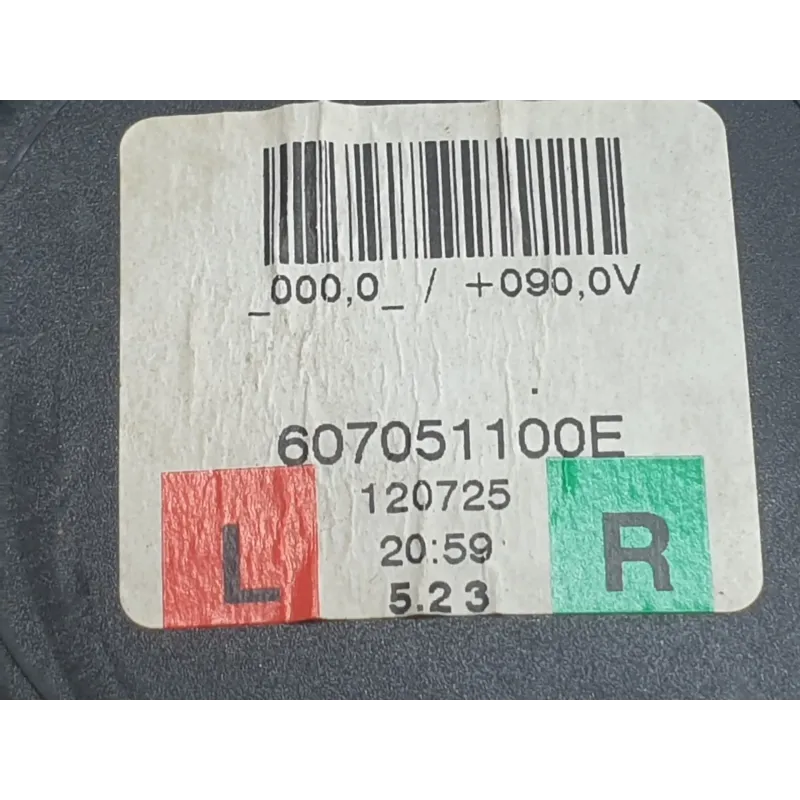 _000,0_ / +090,0V
607051100E
120725
20:59
L
R
5.23